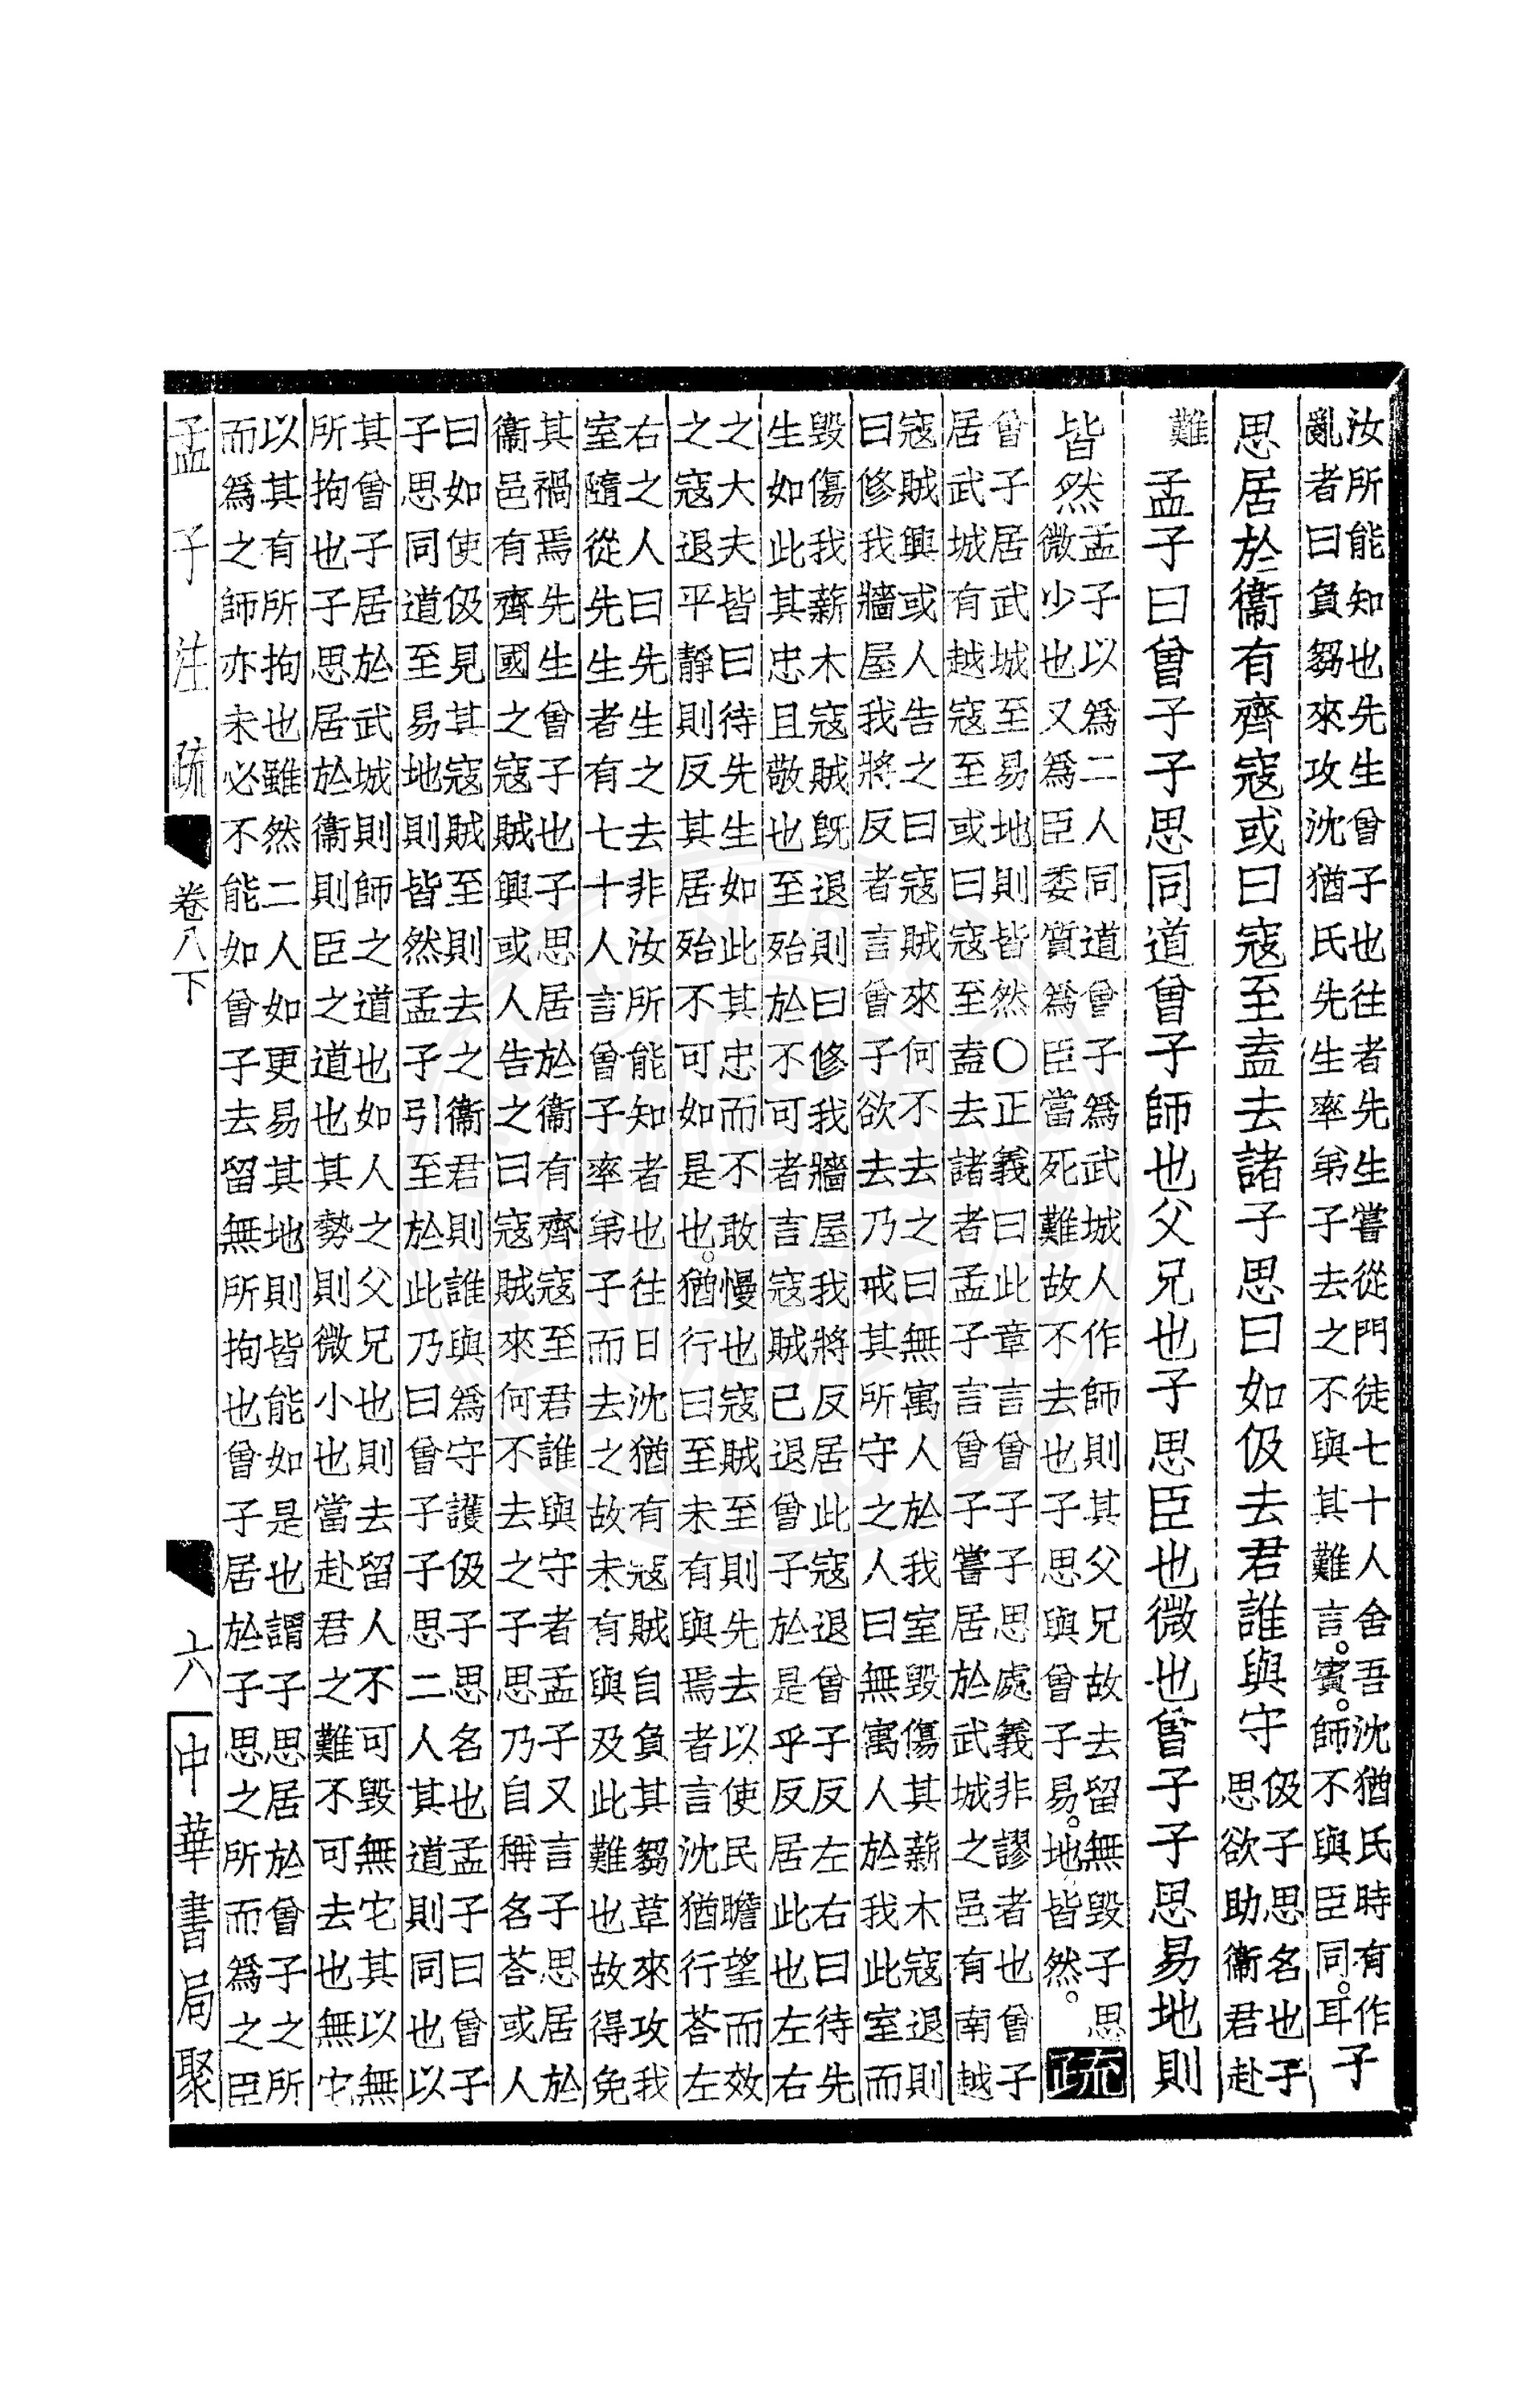 汝所能知也先生曾子也往者先生嘗從門徒七十人舍吾沈猶氏時有作
亂者曰負芻來攻沈猶氏先生率弟子去之不與其難言。賓。師不與臣同。耳子
思居於衞有齊寇或曰寇至盍去諸子思曰如伋去君誰與守
伋子思名也子
思欲助衞君赴
難孟子曰曾子子思同道曾子師也父兄也子思臣也微也曾子子思易地則
皆然
孟子以爲二人同道曾子爲武城人作師則其父兄故去留無毀子思
微少也又爲臣委質爲臣當死難故不去也子思與曾子易。地皆然。
疏
曾子居武城至易地則皆然○正義曰此章言曾子子思處義非謬者也曾子
居武城有越寇至或曰寇至盍去諸者孟子言曾子嘗居於武城之邑有南越
寇賊興或人告之曰寇賊來何不去之曰無寓人於我室毀傷其薪木寇退則
曰修我牆屋我將反者言曾子欲去乃戒其所守之人曰無寓人於我此室而
毀傷我薪木寇賊旣退則曰修我牆屋我將反居此寇退曾子反左右曰待先
生如此其忠且敬也至殆於不可者言寇賊已退曾子於是乎反居此也左右
之大夫皆曰待先生如此其忠而不敢慢也寇賊至則先去以使民瞻望而效
之寇退平靜則反其居殆不可如是也。猶行曰至未有與焉者言沈猶行荅左
右之人曰先生之去非汝所能知者也往日沈猶有寇賊自負其芻草來攻我
室隨從先生者有七十人言曾子率弟子而去之故未有與及此難也故得免
其禍焉先生曾子也子思居於衞有齊寇至君誰與守者孟子又言子思居於
衞邑有齊國之寇賊興或人告之曰寇賊來何不去之子思乃自稱名荅或人
曰如使伋見其寇賊至則去之衞君則誰與爲守護伋子思名也孟子曰曾子
子思同道至易地則皆然孟子引至於此乃曰曾子子思二人其道則同也以
其曾子居於武城則師之道也如人之父兄也則去留人不可毀無它其以無
所拘也子思居於衞則臣之道也其勢則微小也當赴君之難不可去也無它
以其有所拘也雖然二人如更易其地則皆能如是也謂子思居於曾子之所
而爲之師亦未必不能如曾子去留無所拘也曾子居於子思之所而爲之臣
孟子注疏 卷八下 六 中華書局聚